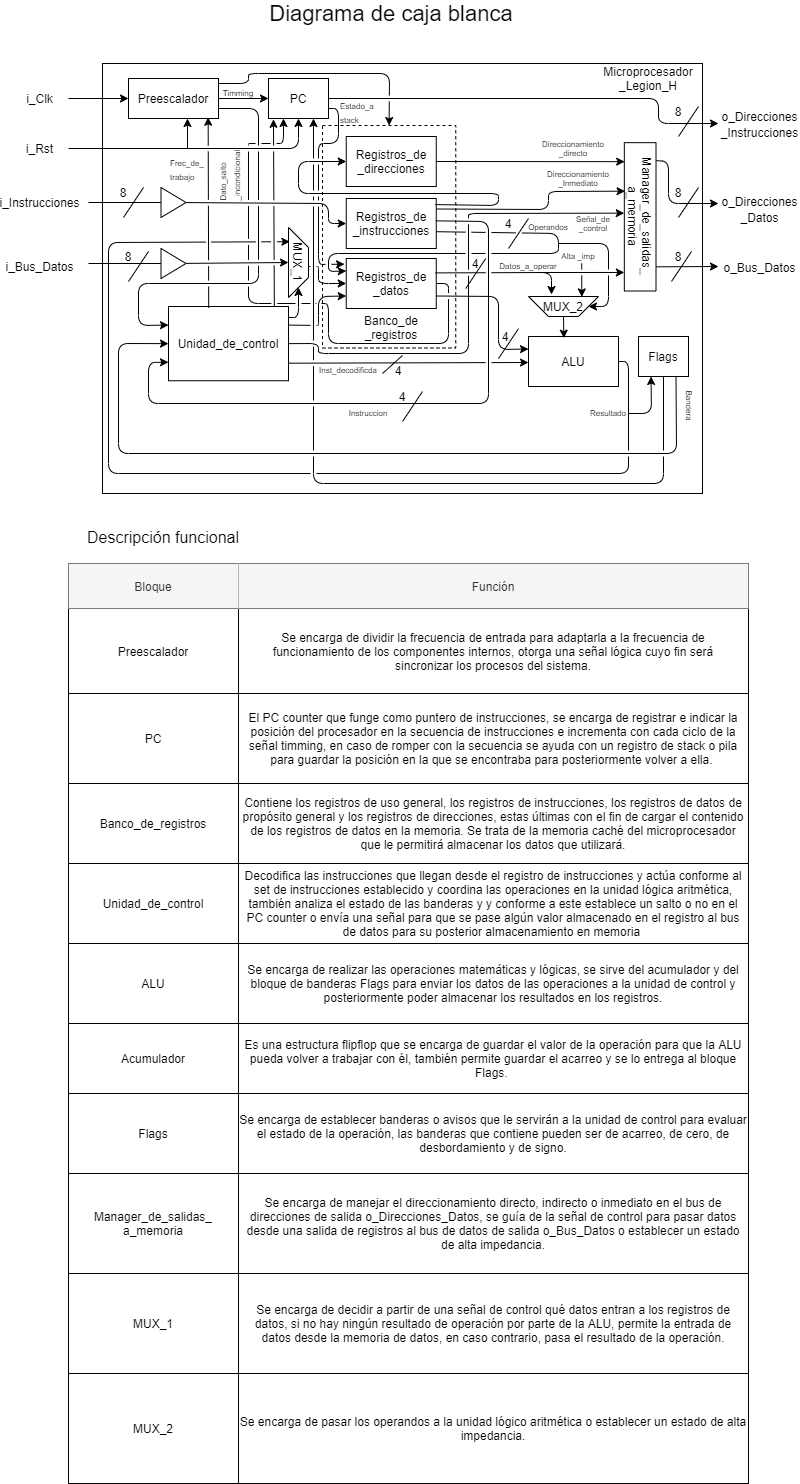 Diagrama de caja blanca
Microprocesador
_Legion_H
i_Clk
Preescalador
Timming
PC
Estado_a
stack
8
o_Direcciones
_Instrucciones
i_Rst
Frec_de_
trabajo
Dato_salto
_incondicional
Registros_de
_direcciones
Direccionamiento
_directo
Direccionamiento
_Inmediato
Manager_de_salidas_
a_memoria
8
i_Instrucciones
8
Registros_de
_instrucciones
4
Operandos
Señal_de
_control
8
o_Direcciones
_Datos
i_Bus_Datos
8
MUX_1
Registros_de
_datos
4
Datos_a_operar
Alta _imp
8
o_Bus_Datos
MUX_2
Banco_de
_registros
Unidad_de_control
4
ALU
Flags
Inst_decodificda
4
Instruccion
4
Resultado
Bandera
Descripción funcional
Bloque
Función
Preescalador
Se encarga de dividir la frecuencia de entrada para adaptarla a la frecuencia de
funcionamiento de los componentes internos, otorga una señal lógica cuyo fin será
sincronizar los procesos del sistema.
PC
El PC counter que funge como puntero de instrucciones, se encarga de registrar e indicar la
posición del procesador en la secuencia de instrucciones e incrementa con cada ciclo de la
señal timming, en caso de romper con la secuencia se ayuda con un registro de stack o pila
para guardar la posición en la que se encontraba para posteriormente volver a ella.
Banco_de_registros
Contiene los registros de uso general, los registros de instrucciones, los registros de datos de
propósito general y los registros de direcciones, estas últimas con el fin de cargar el contenido
de los registros de datos en la memoria. Se trata de la memoria caché del microprocesador
que le permitirá almacenar los datos que utilizará.
Unidad_de_control
Decodifica las instrucciones que llegan desde el registro de instrucciones y actúa conforme al
set de instrucciones establecido y coordina las operaciones en la unidad lógica aritmética,
también analiza el estado de las banderas y y conforme a este establece un salto o no en el
PC counter o envía una señal para que se pase algún valor almacenado en el registro al bus
de datos para su posterior almacenamiento en memoria
ALU
Se encarga de realizar las operaciones matemáticas y lógicas, se sirve del acumulador y del
bloque de banderas Flags para enviar los datos de las operaciones a la unidad de control y
posteriormente poder almacenar los resultados en los registros.
Acumulador
Es una estructura flipflop que se encarga de guardar el valor de la operación para que la ALU
pueda volver a trabajar con él, también permite guardar el acarreo y se lo entrega al bloque
Flags.
Flags
Se encarga de establecer banderas o avisos que le servirán a la unidad de control para evaluar
el estado de la operación, las banderas que contiene pueden ser de acarreo, de cero, de
desbordamiento y de signo.
Manager_de_salidas_
a_memoria
Se encarga de manejar el direccionamiento directo, indirecto o inmediato en el bus de
direcciones de salida o_Direcciones_Datos, se guía de la señal de control para pasar datos
desde una salida de registros al bus de datos de salida o_Bus_Datos o establecer un estado
de alta impedancia.
MUX_1
Se encarga de decidir a partir de una señal de control qué datos entran a los registros de
datos, si no hay ningún resultado de operación por parte de la ALU, permite la entrada de
datos desde la memoria de datos, en caso contrario, pasa el resultado de la operación.
MUX_2
Se encarga de pasar los operandos a la unidad lógico aritmética o establecer un estado de alta
impedancia.